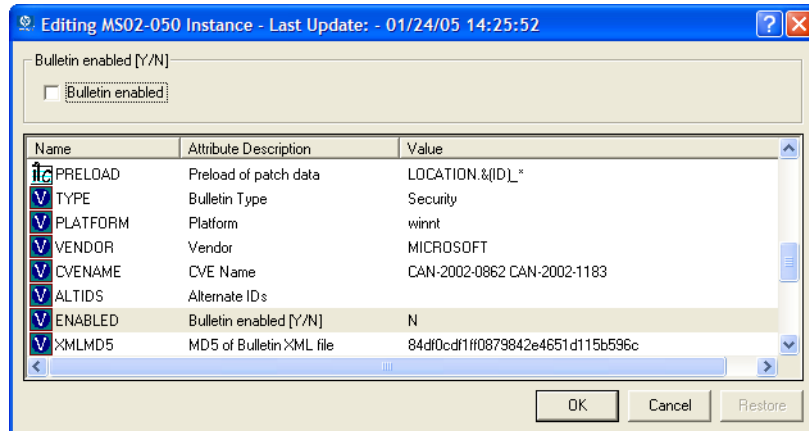 Editing MS02-050 Instance - Last Update: - 01/24/05 14:25:52
Bulletin enabled [Y/N]
Bulletin enabled
Name Attribute Description Value
PRELOAD Preload of patch data LOCATION.&(ID)_*
TYPE Bulletin Type Security
PLATFORM Platform winnt
VENDOR Vendor MICROSOFT
CVENAME CVE Name CAN-2002-0862 CAN-2002-1183
ALTIDS Alternate IDs
ENABLED Bulletin enabled [Y/N] N
XMLMD5 MD5 of Bulletin XML file 84df0cdf1ff0879842e4651d115b596c
OK Cancel Restore